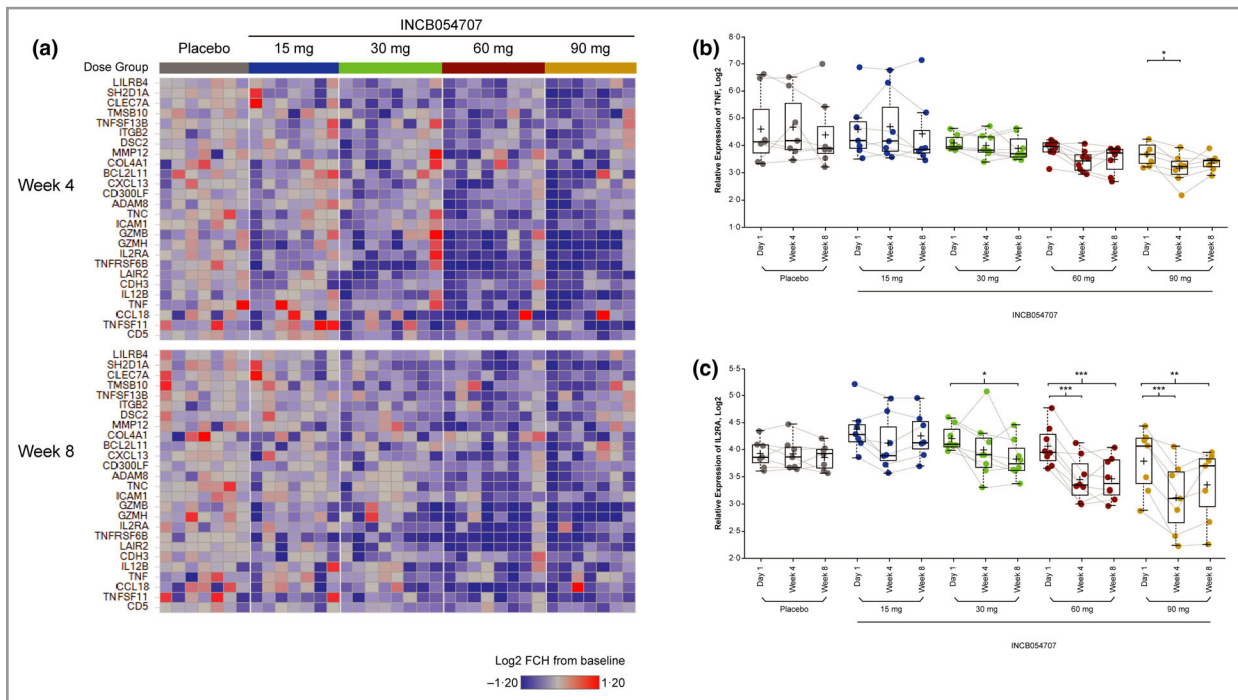 (a)
INCB054707
Placebo 15 mg 30 mg 60 mg 90 mg
Dose Group
Week 4
LILRB4
SH2D1A
CLEC7A
TMSB10
TNFSF13B
ITGB2
DSC2
MMP12
COL4A1
BCL2L11
CXCL13
CD300LF
ADAM8
TNC
ICAM1
GZMB
GZMH
IL2RA
TNFRSF6B
LAIR2
CDH3
IL12B
TNF
CCL18
TNFSF11
CD5
Week 8
LILRB4
SH2D1A
CLEC7A
TMSB10
TNFSF13B
ITGB2
DSC2
MMP12
COL4A1
BCL2L11
CXCL13
CD300LF
ADAM8
TNC
ICAM1
GZMB
GZMH
IL2RA
TNFRSF6B
LAIR2
CDH3
IL12B
TNF
CCL18
TNFSF11
CD5
Log2 FCH from baseline
−1·20 1·20
(b)
Relative Expression of TNF, Log2
8·0
7·0
6·0
5·0
4·0
3·0
2·0
1·0
*
Day 1 Week 4 Week 8 Day 1 Week 4 Week 8 Day 1 Week 4 Week 8 Day 1 Week 4 Week 8 Day 1 Week 4 Week 8
Placebo 15 mg 30 mg 60 mg 90 mg
INCB054707
(c)
Relative Expression of IL2RA, Log2
5·5
5·0
4·5
4·0
3·5
3·0
2·5
2·0
* *** **
*** ***
Day 1 Week 4 Week 8 Day 1 Week 4 Week 8 Day 1 Week 4 Week 8 Day 1 Week 4 Week 8 Day 1 Week 4 Week 8
Placebo 15 mg 30 mg 60 mg 90 mg
INCB054707